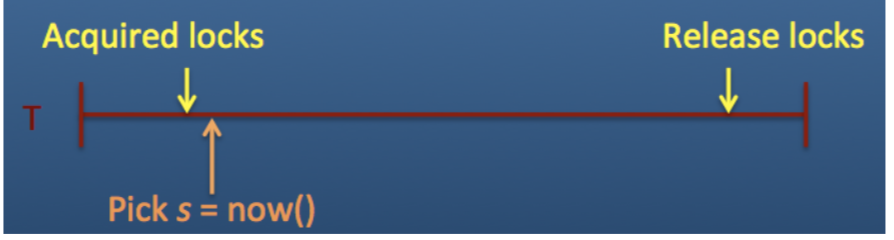 Acquired locks
Release locks
T
Pick s = now()